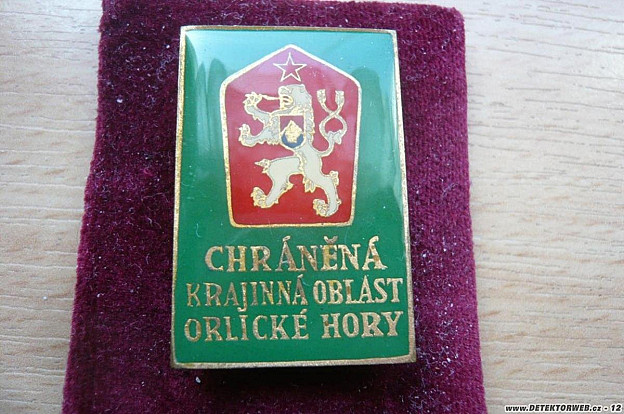 CHRÁNĚNÁ
KRAJINNÁ OBLAST
ORLICKÉ HORY
www.DETEKTORWEB.cz - 12